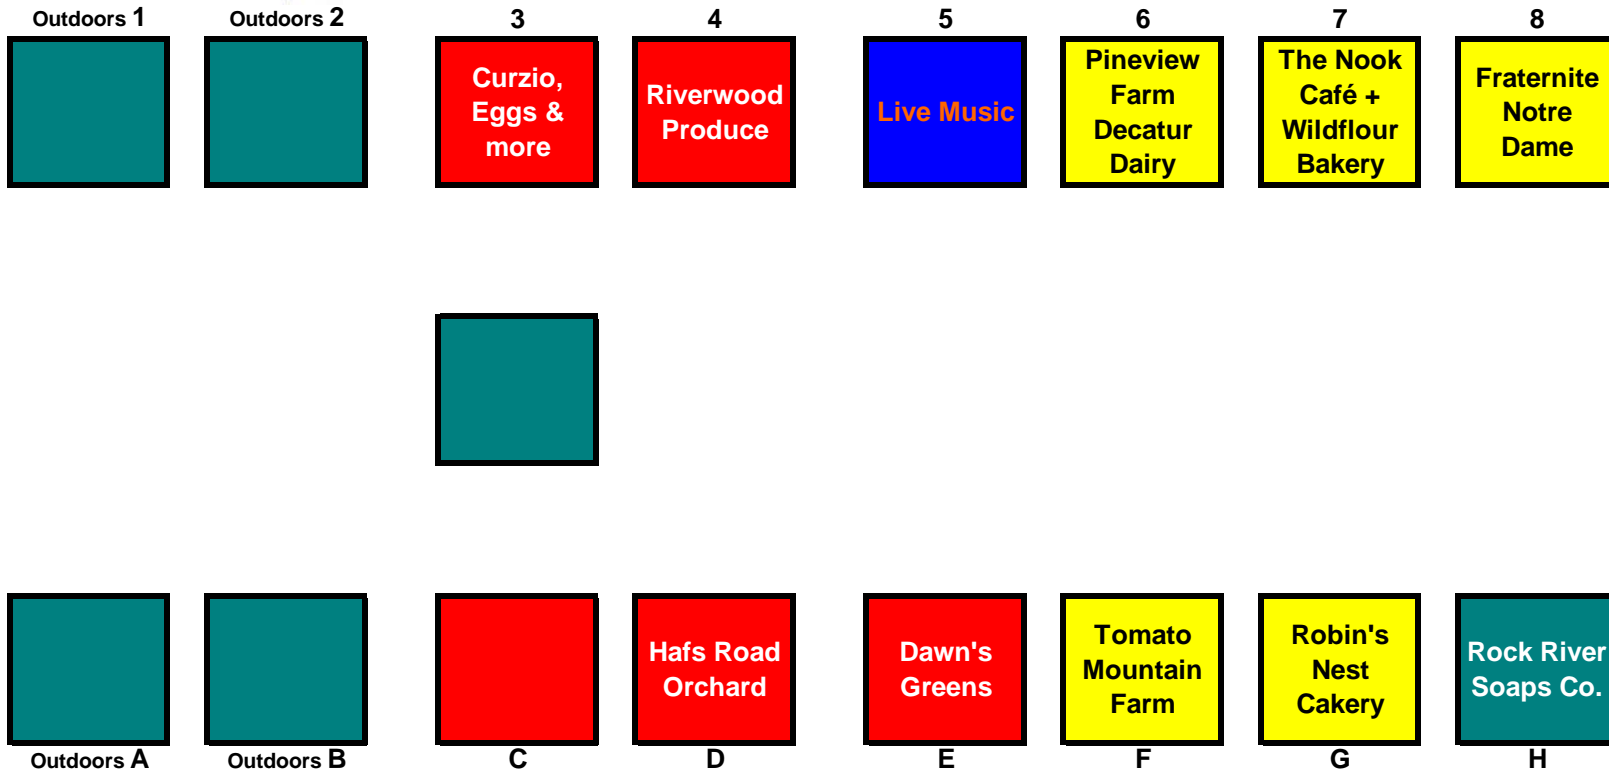 Outdoors 1
Outdoors 2
3
4
5
6
7
8
Curzio,
Eggs &
more
Riverwood
Produce
Live Music
Pineview
Farm
Decatur
Dairy
The Nook
Café +
Wildflour
Bakery
Fraternite
Notre
Dame
Hafs Road
Orchard
Dawn's
Greens
Tomato
Mountain
Farm
Robin's
Nest
Cakery
Rock River
Soaps Co.
Outdoors A
Outdoors B
C
D
E
F
G
H